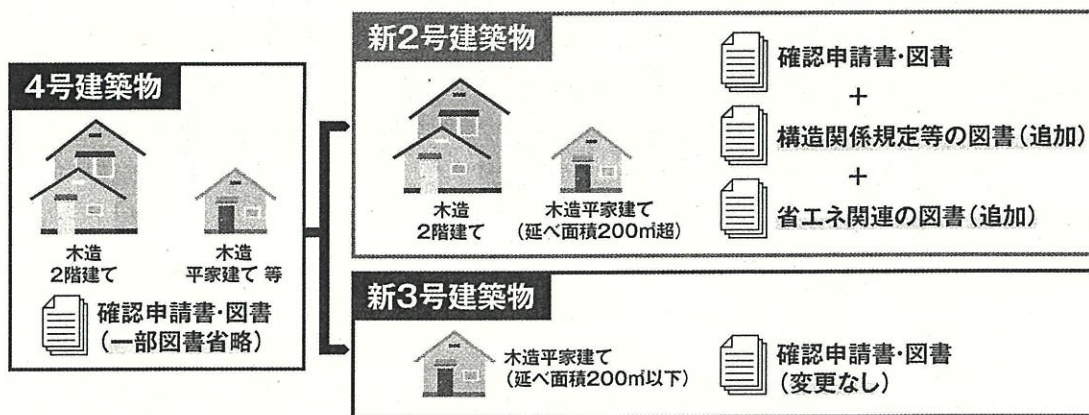 4号建築物
木造
2階建て
木造
平家建て 等
確認申請書・図書
(一部図書省略)
新2号建築物
木造
2階建て
木造平家建て
(延べ面積200㎡超)
確認申請書・図書
+
構造関係規定等の図書(追加)
+
省エネ関連の図書(追加)
新3号建築物
木造平家建て
(延べ面積200㎡以下)
確認申請書・図書
(変更なし)